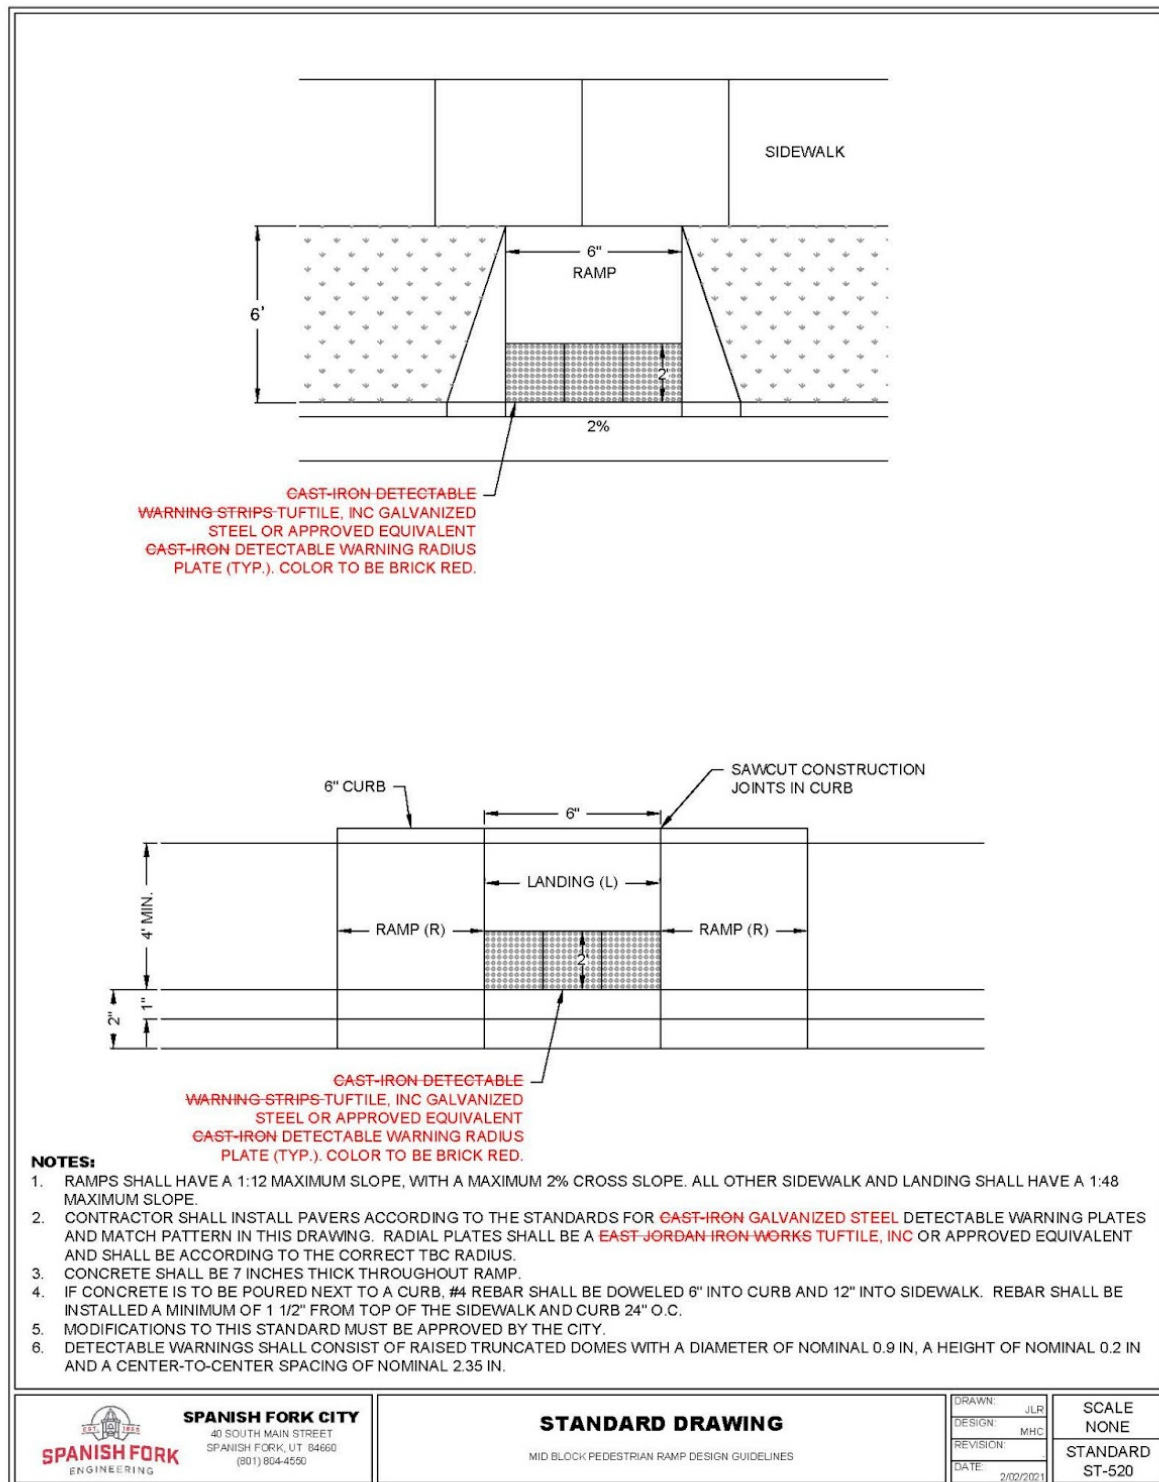 SIDEWALK
6"
RAMP
6'
2
2%
CAST-IRON DETECTABLE
WARNING STRIPS TUFTILE, INC GALVANIZED
STEEL OR APPROVED EQUIVALENT
CAST-IRON DETECTABLE WARNING RADIUS
PLATE (TYP.). COLOR TO BE BRICK RED.
6" CURB
SAWCUT CONSTRUCTION
JOINTS IN CURB
6"
LANDING (L)
4' MIN.
RAMP (R)
RAMP (R)
2'
1"
2"
CAST-IRON DETECTABLE
WARNING STRIPS TUFTILE, INC GALVANIZED
STEEL OR APPROVED EQUIVALENT
CAST-IRON DETECTABLE WARNING RADIUS
PLATE (TYP.). COLOR TO BE BRICK RED.
NOTES:
1. RAMPS SHALL HAVE A 1:12 MAXIMUM SLOPE, WITH A MAXIMUM 2% CROSS SLOPE. ALL OTHER SIDEWALK AND LANDING SHALL HAVE A 1:48
MAXIMUM SLOPE.
2. CONTRACTOR SHALL INSTALL PAVERS ACCORDING TO THE STANDARDS FOR CAST-IRON GALVANIZED STEEL DETECTABLE WARNING PLATES
AND MATCH PATTERN IN THIS DRAWING. RADIAL PLATES SHALL BE A EAST JORDAN IRON WORKS TUFTILE, INC OR APPROVED EQUIVALENT
AND SHALL BE ACCORDING TO THE CORRECT TBC RADIUS.
3. CONCRETE SHALL BE 7 INCHES THICK THROUGHOUT RAMP.
4. IF CONCRETE IS TO BE POURED NEXT TO A CURB, #4 REBAR SHALL BE DOWELED 6" INTO CURB AND 12" INTO SIDEWALK. REBAR SHALL BE
INSTALLED A MINIMUM OF 1 1/2" FROM TOP OF THE SIDEWALK AND CURB 24" O.C.
5. MODIFICATIONS TO THIS STANDARD MUST BE APPROVED BY THE CITY.
6. DETECTABLE WARNINGS SHALL CONSIST OF RAISED TRUNCATED DOMES WITH A DIAMETER OF NOMINAL 0.9 IN, A HEIGHT OF NOMINAL 0.2 IN
AND A CENTER-TO-CENTER SPACING OF NOMINAL 2.35 IN.
EST. 1855
SPANISH FORK
ENGINEERING
SPANISH FORK CITY
40 SOUTH MAIN STREET
SPANISH FORK, UT 84660
(801) 804-4550
STANDARD DRAWING
MID BLOCK PEDESTRIAN RAMP DESIGN GUIDELINES
DRAWN: JLR
DESIGN: MHC
REVISION:
DATE: 2/02/2021
SCALE
NONE
STANDARD
ST-520